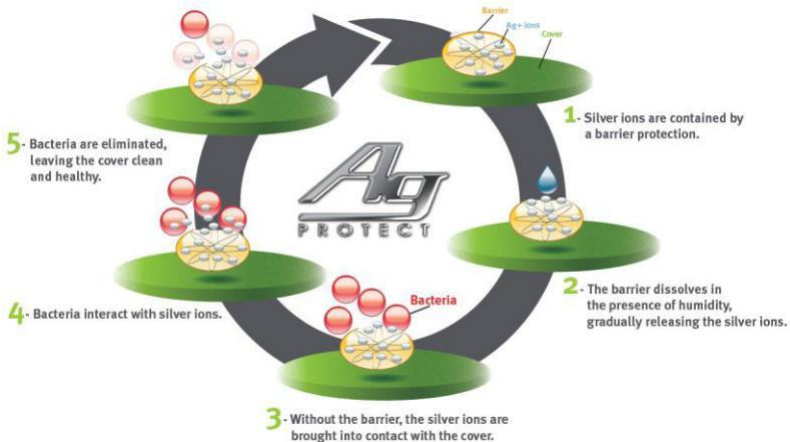 Barrier
Ag+ ions
Cover
1- Silver ions are contained by
a barrier protection.
2- The barrier dissolves in
the presence of humidity,
gradually releasing the silver ions.
Bacteria
3- Without the barrier, the silver ions are
brought into contact with the cover.
4- Bacteria interact with silver ions.
5- Bacteria are eliminated,
leaving the cover clean
and healthy.
Ag
PROTECT